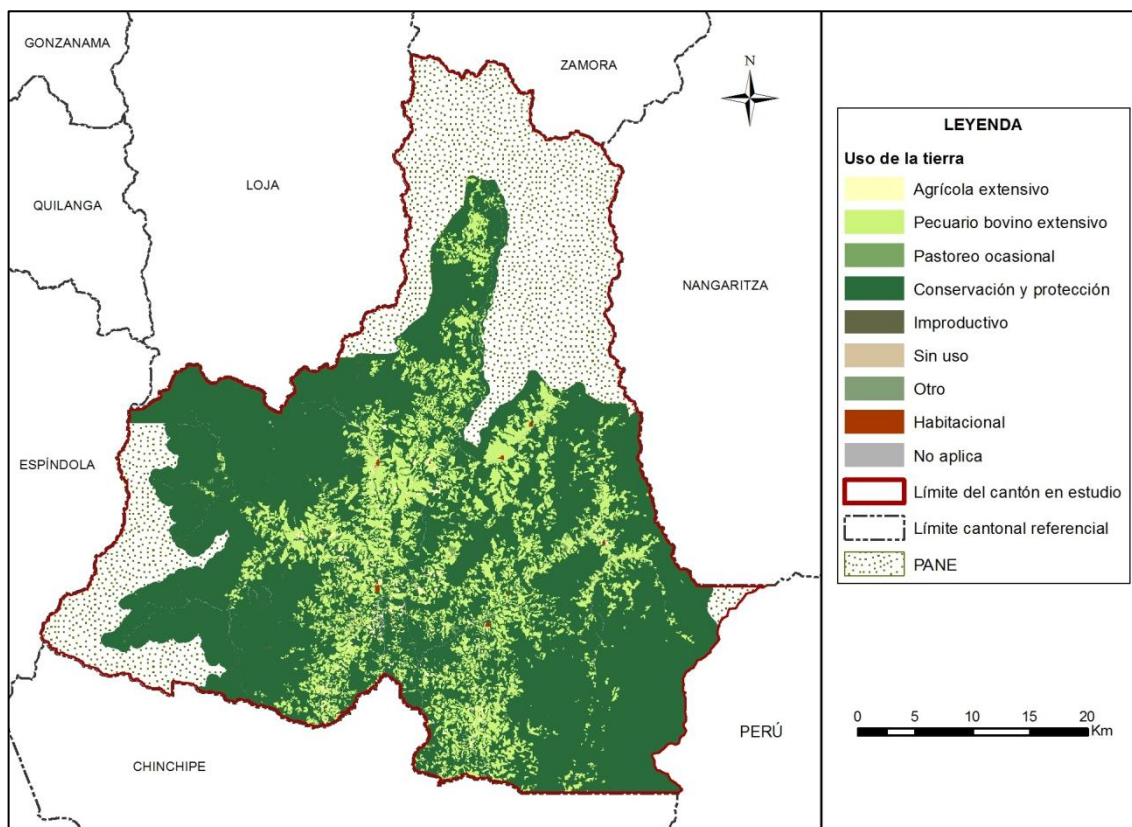 GONZANAMA
ZAMORA
N
LOJA
QUILANGA
NANGARITZA
ESPÍNDOLA
PERÚ
CHINCHIPE
LEYENDA
Uso de la tierra
Agrícola extensivo
Pecuario bovino extensivo
Pastoreo ocasional
Conservación y protección
Improductivo
Sin uso
Otro
Habitacional
No aplica
Límite del cantón en estudio
Límite cantonal referencial
PANE
0 5 10 15 20
Km